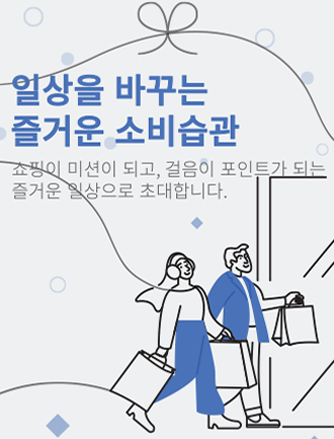 일상을 바꾸는
즐거운 소비습관
쇼핑이 미션이 되고, 걸음이 포인트가 되는
즐거운 일상으로 초대합니다.